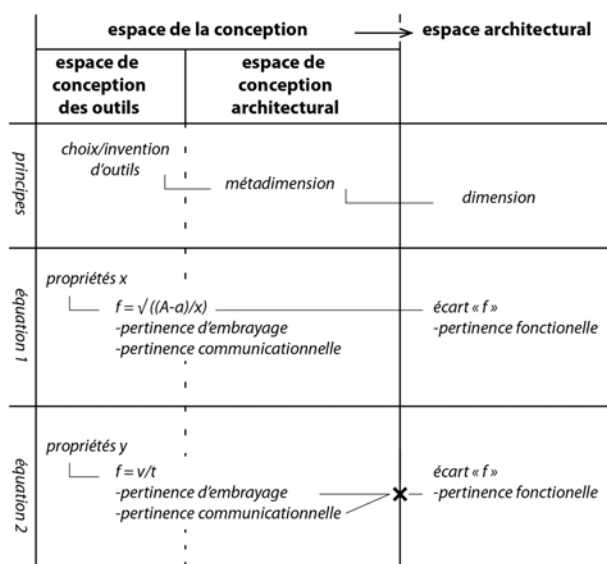 espace de la conception
espace architectural
espace de
conception
des outils
espace de
conception
architectural
principes
choix/invention
d'outils
métadimension
dimension
équation 1
propriétés x
f = √ ((A-a)/x)
-pertinence d'embrayage
-pertinence communicationnelle
écart « f »
-pertinence fonctionelle
équation 2
propriétés y
f = v/t
-pertinence d'embrayage
-pertinence communicationnelle
écart « f »
-pertinence fonctionelle